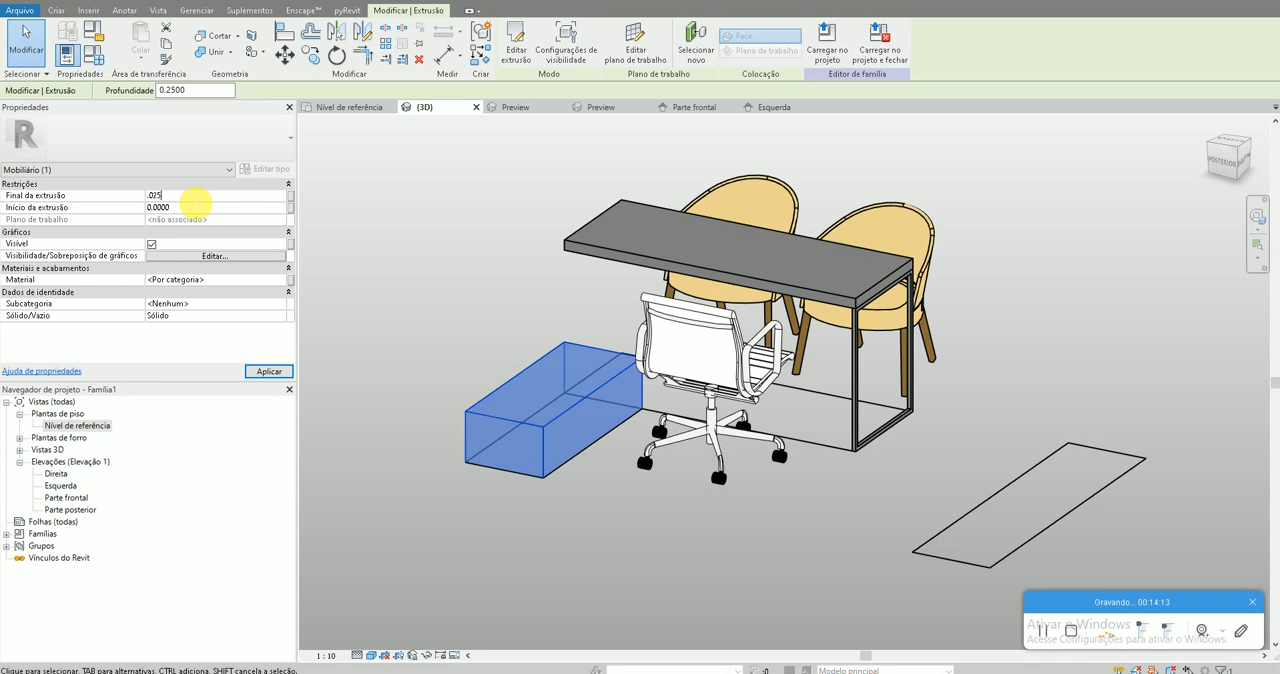 Arquivo Criar Inserir Anotar Vista Gerenciar Suplementos Enscape™ pyRevit Modificar | Extrusão
Modificar
Colar
Cortar
Unir
Editar extrusão
Configurações de visibilidade
Editar plano de trabalho
Selecionar novo
Face
Plano de trabalho
Carregar no projeto
Carregar no projeto e fechar
Selecionar Propriedades Área de transferência Geometria Modificar Medir Criar Modo Plano de trabalho Colocação Editor de família
Modificar | Extrusão Profundidade 0.2500
Propriedades
Nível de referência (3D) Preview Preview Parte frontal Esquerda
R
Mobiliário (1) Editar tipo
Restrições
Final da extrusão .025
Início da extrusão 0.0000
Plano de trabalho <não associado>
Gráficos
Visível
Visibilidade/Sobreposição de gráficos Editar...
Materiais e acabamentos
Material <Por categoria>
Dados de identidade
Subcategoria <Nenhum>
Sólido/Vazio Sólido
Ajuda de propriedades Aplicar
Navegador de projeto - Família1
Vistas (todas)
Plantas de piso
Nível de referência
Plantas de forro
Vistas 3D
Elevações (Elevação 1)
Direita
Esquerda
Parte frontal
Parte posterior
Folhas (todas)
Famílias
Grupos
Vínculos do Revit
POSTERIOR
Gravando... 00:14:13
Ativar o Windows
Acesse Configurações para ativar o Windows.
1 : 10
Clique para selecionar, TAB para alternativas, CTRL adiciona, SHIFT cancela a seleção.
:0
Modelo principal
:1